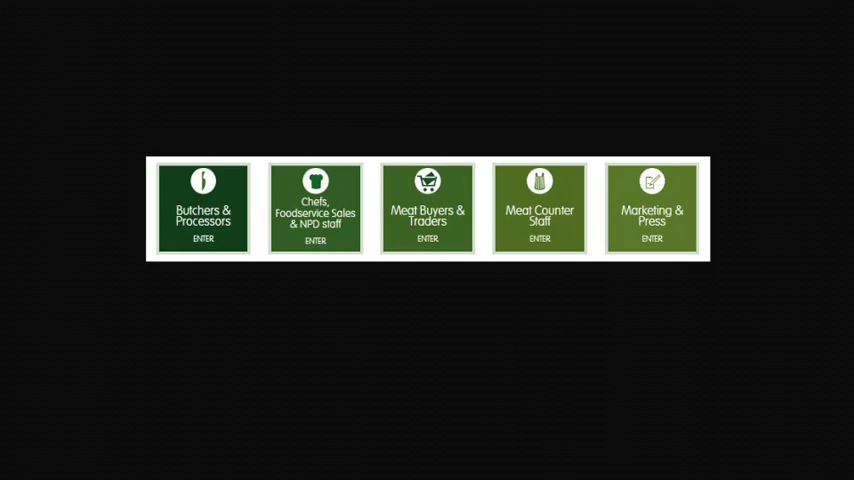 Butchers &
Processors
ENTER
Chefs,
Foodservice Sales
& NPD staff
ENTER
Meat Buyers &
Traders
ENTER
Meat Counter
Staff
ENTER
Marketing &
Press
ENTER